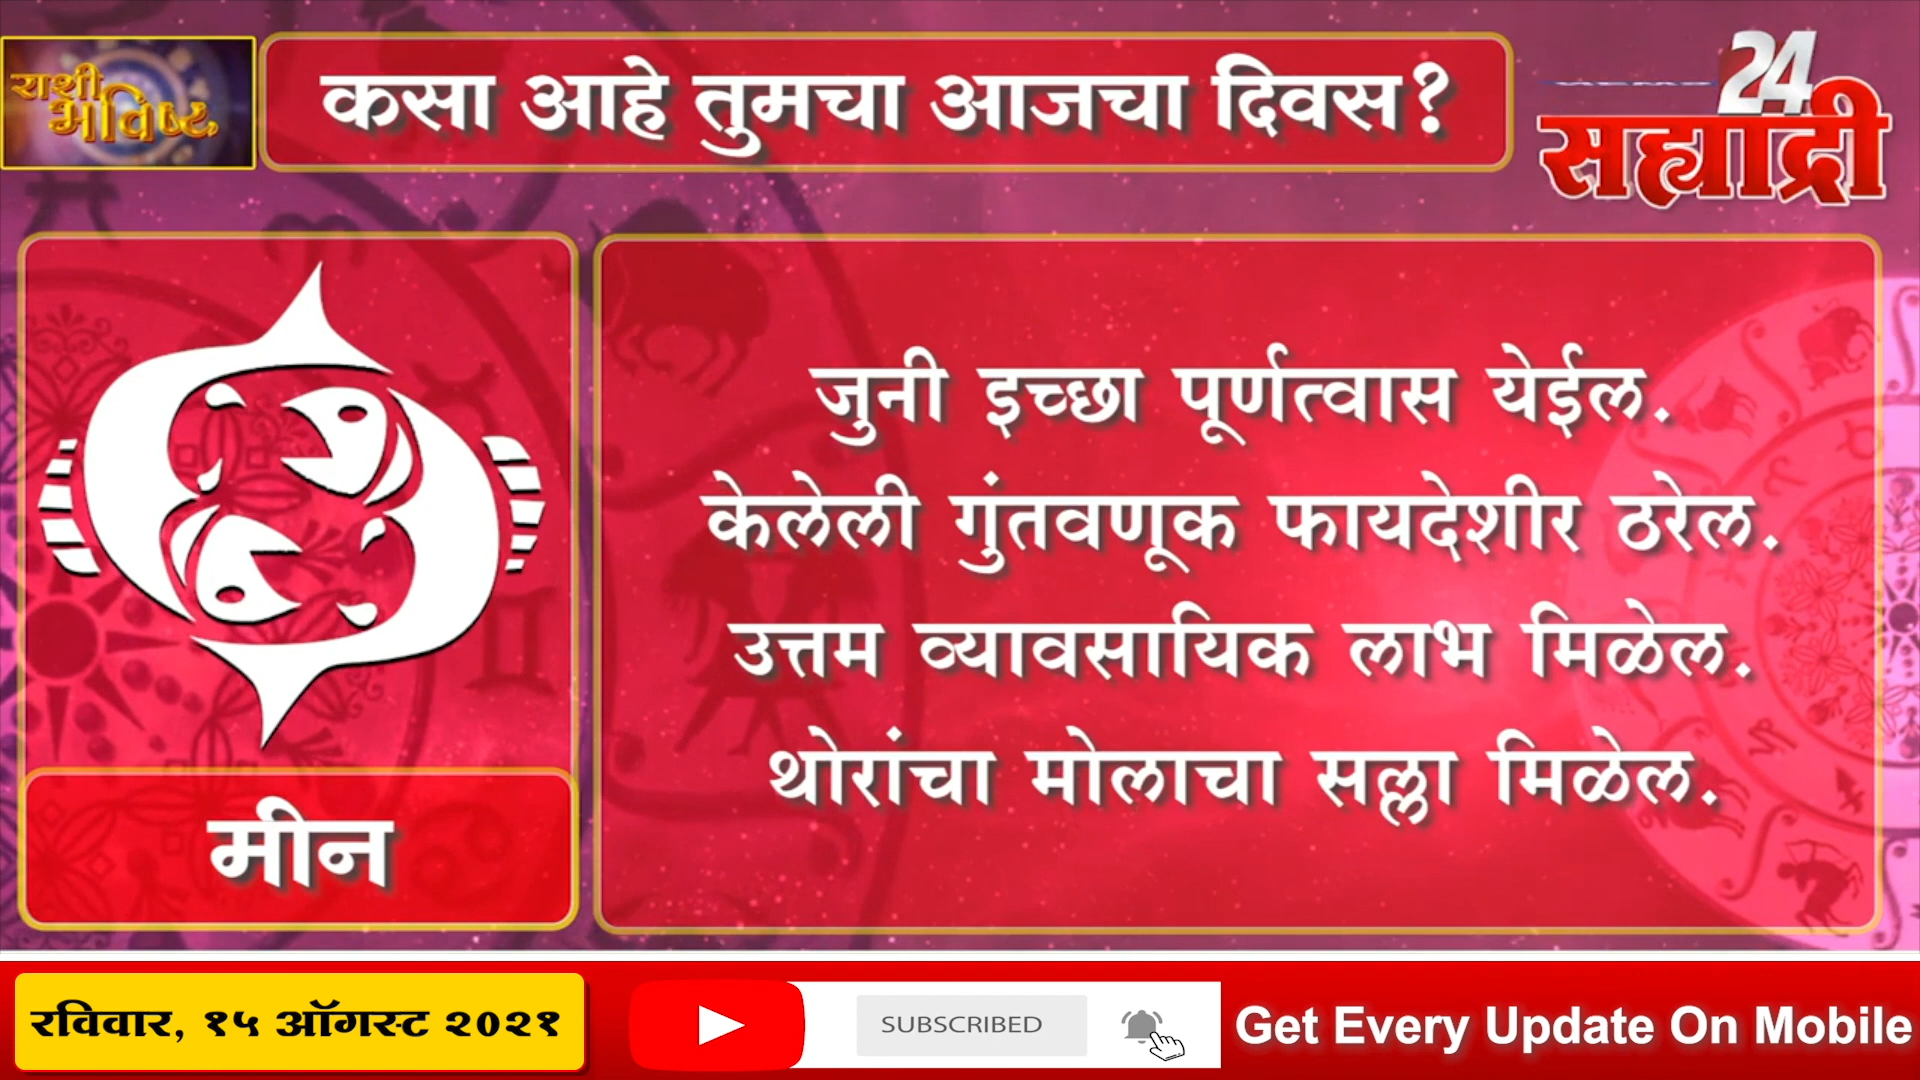 राशी
भविष्य
कसा आहे तुमचा आजचा दिवस?
24
सह्याद्री
जुनी इच्छा पूर्णत्वास येईल.
केलेली गुंतवणूक फायदेशीर ठरेल.
उत्तम व्यावसायिक लाभ मिळेल.
थोरांचा मोलाचा सल्ला मिळेल.
मीन
रविवार, १५ ऑगस्ट २०२१
SUBSCRIBED
Get Every Update On Mobile